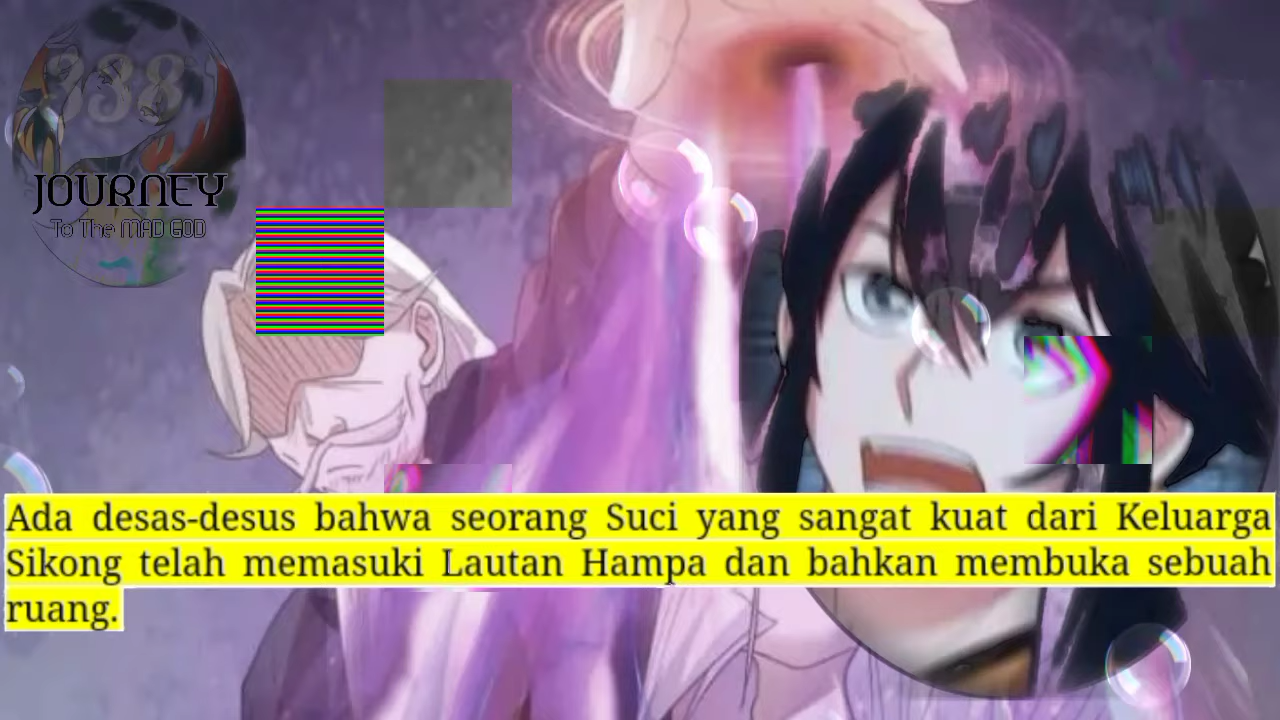 338
JOURNEY
To The MAD GOD
Ada desas-desus bahwa seorang Suci yang sangat kuat dari Keluarga
Sikong telah memasuki Lautan Hampa dan bahkan membuka sebuah
ruang.